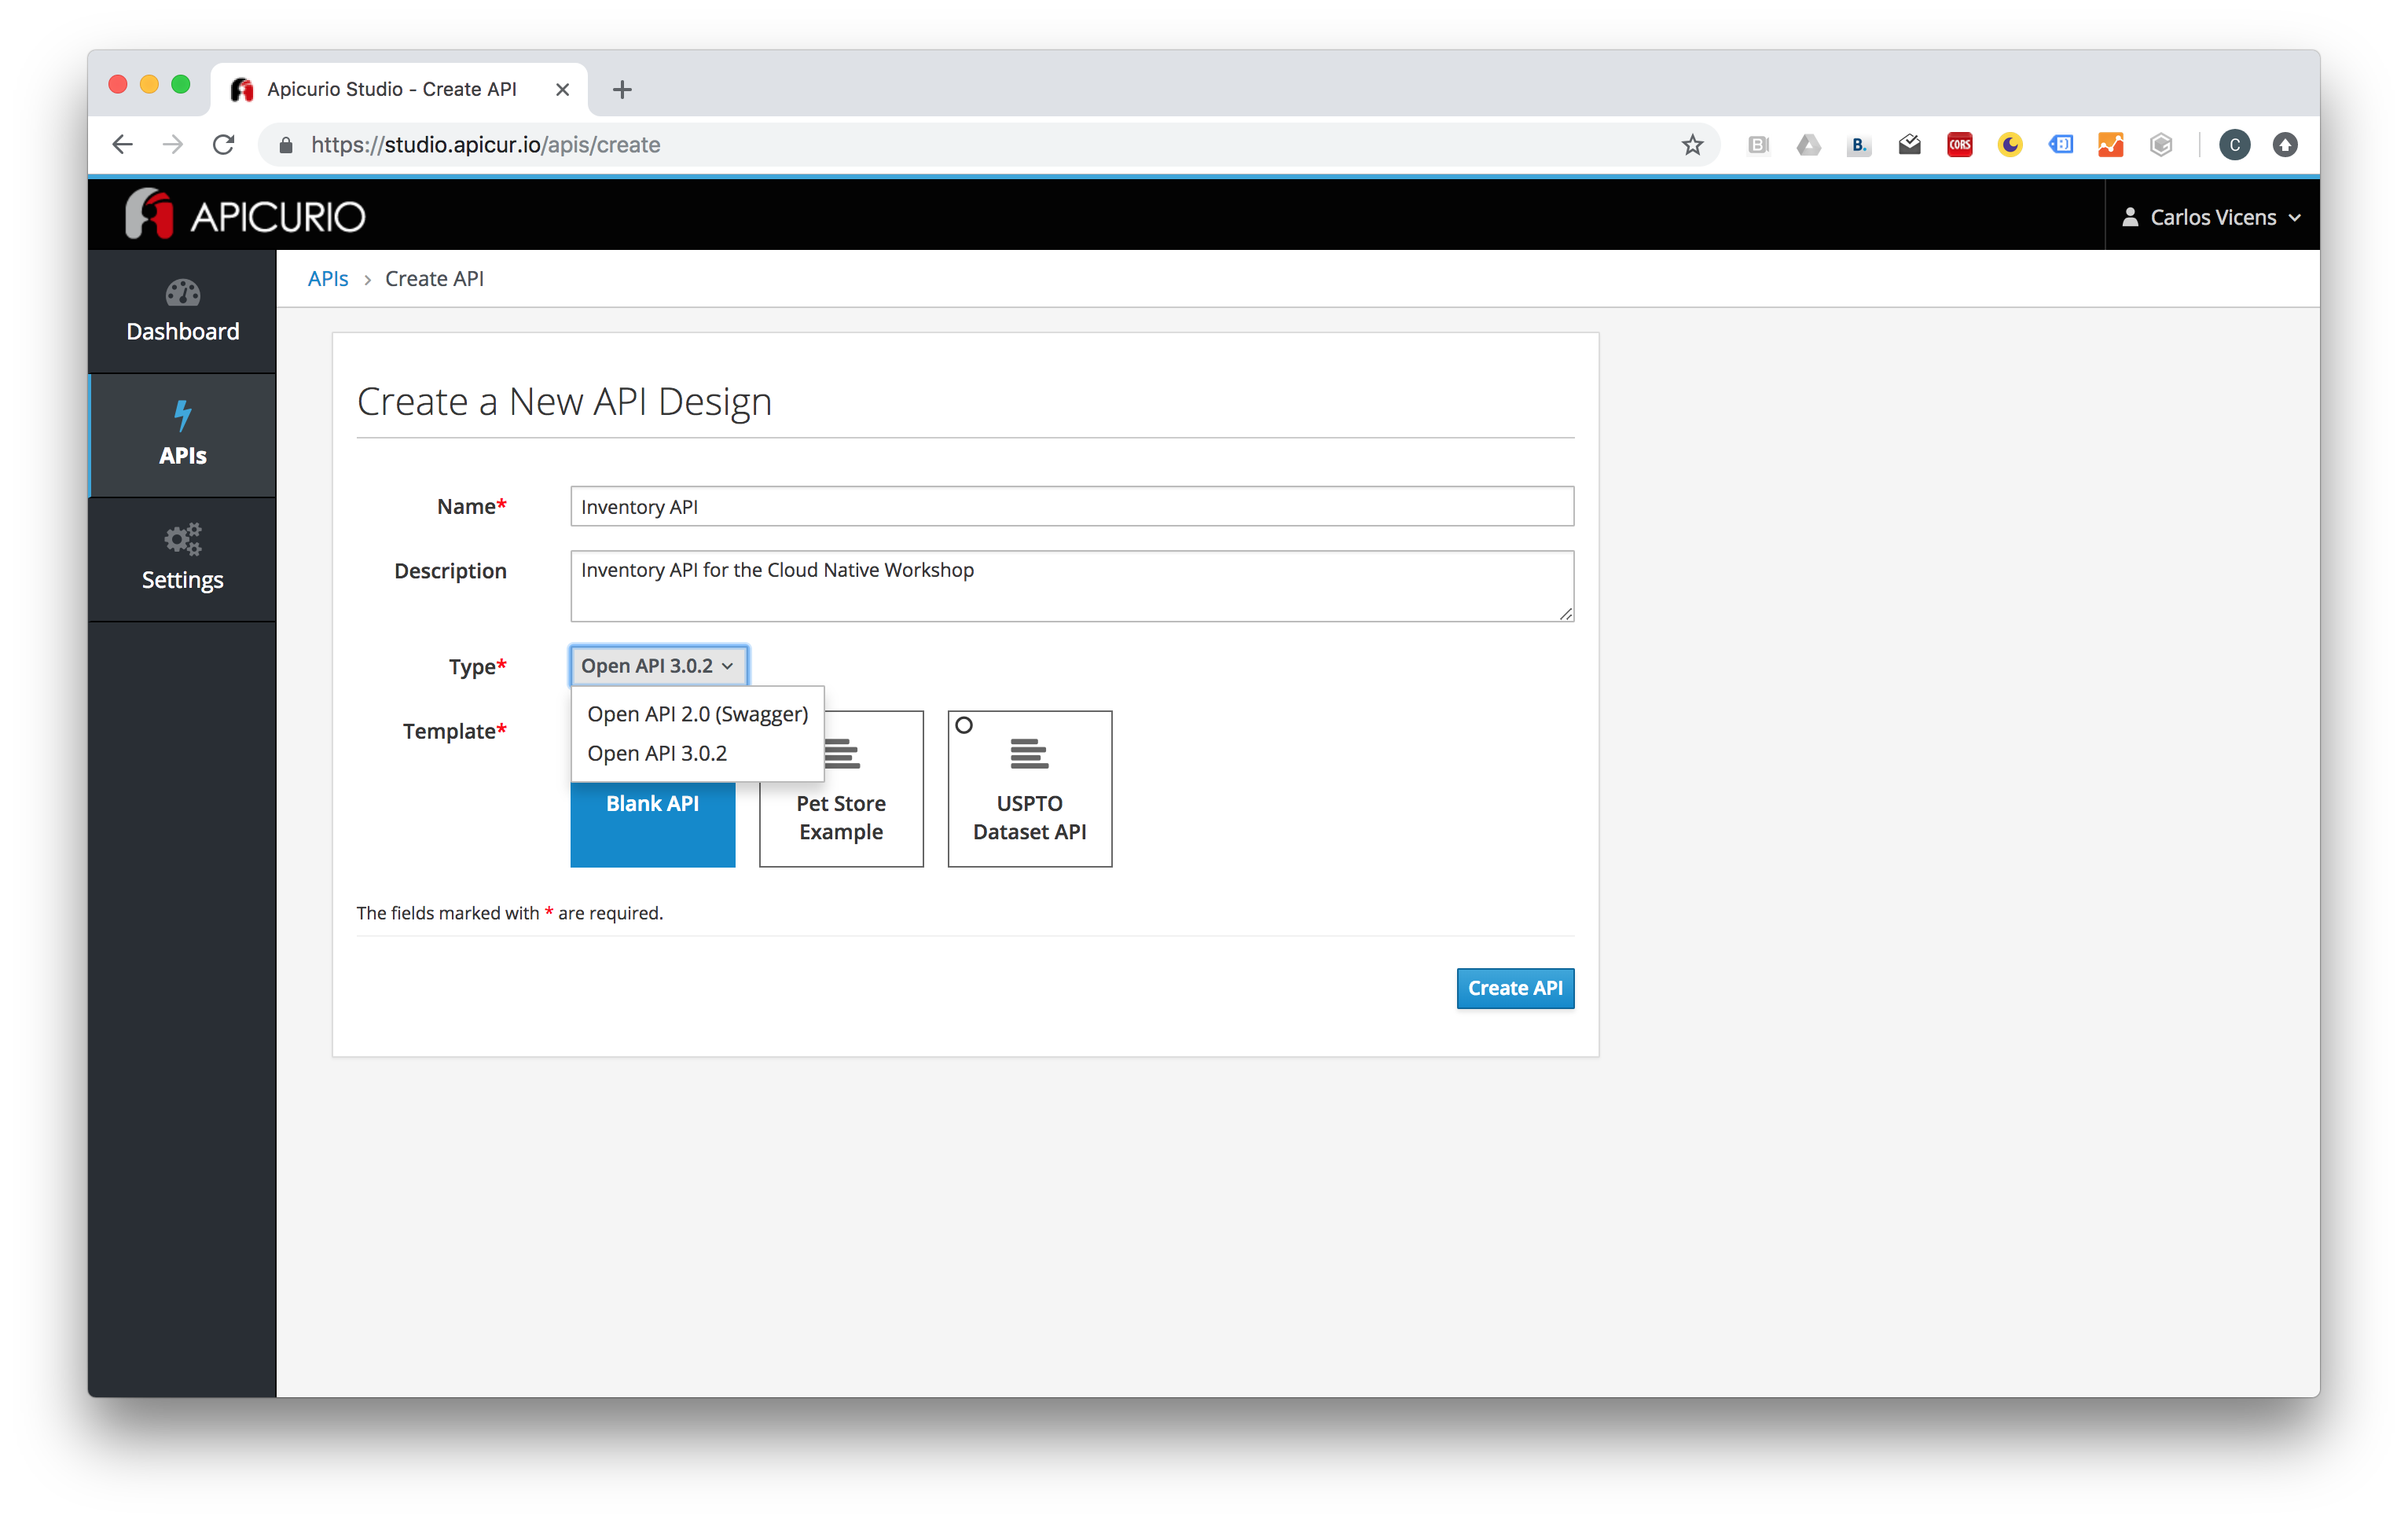 Apicurio Studio - Create API
https://studio.apicur.io/apis/create
B
B.
CORS
C
APICURIO
Carlos Vicens
Dashboard
APIs
Settings
APIs > Create API
Create a New API Design
Name*
Inventory API
Description
Inventory API for the Cloud Native Workshop
Type*
Open API 3.0.2
Open API 2.0 (Swagger)
Open API 3.0.2
Template*
Blank API
Pet Store
Example
USPTO
Dataset API
The fields marked with * are required.
Create API